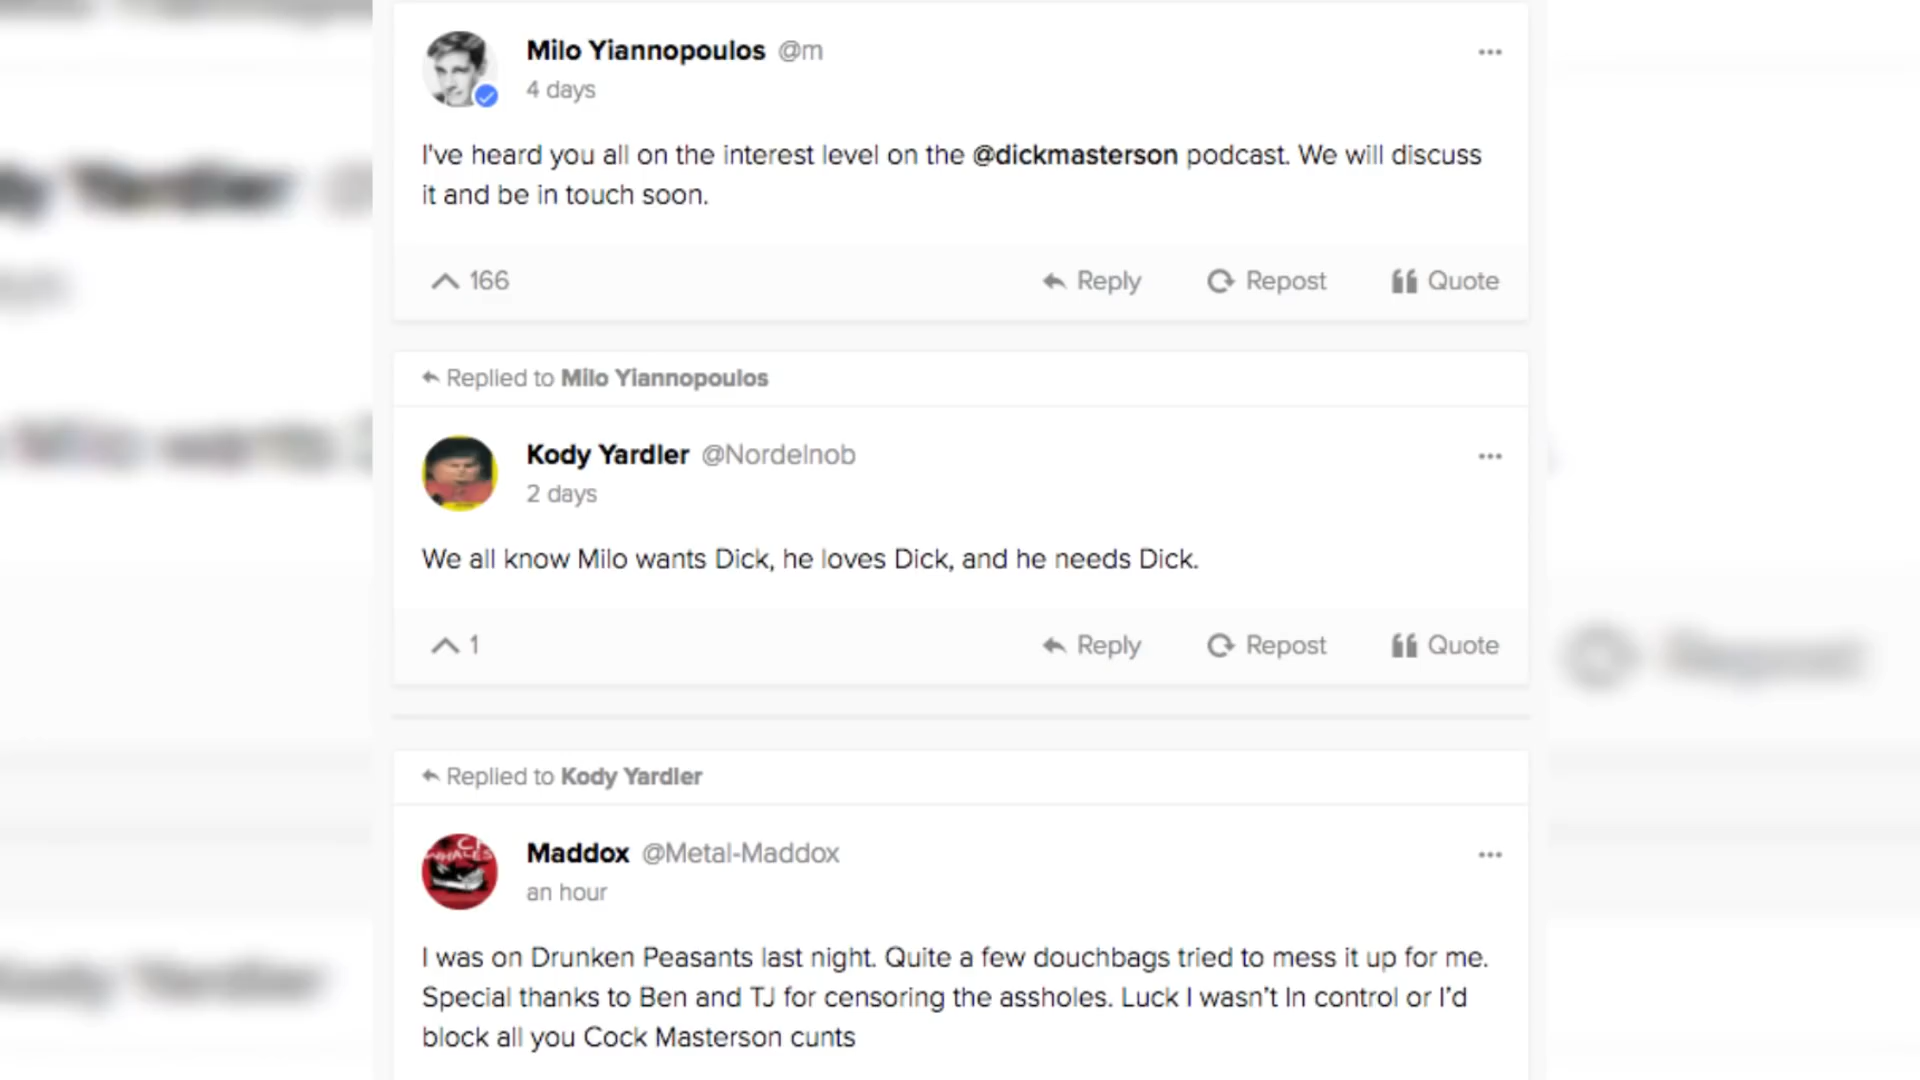 Milo Yiannopoulos @m
4 days
I've heard you all on the interest level on the @dickmasterson podcast. We will discuss
it and be in touch soon.
166 Reply Repost Quote
Replied to Milo Yiannopoulos
Kody Yardler @Nordelnob
2 days
We all know Milo wants Dick, he loves Dick, and he needs Dick.
1 Reply Repost Quote
Replied to Kody Yardler
Maddox @Metal-Maddox
an hour
I was on Drunken Peasants last night. Quite a few douchbags tried to mess it up for me.
Special thanks to Ben and TJ for censoring the assholes. Luck I wasn't In control or I'd
block all you Cock Masterson cunts